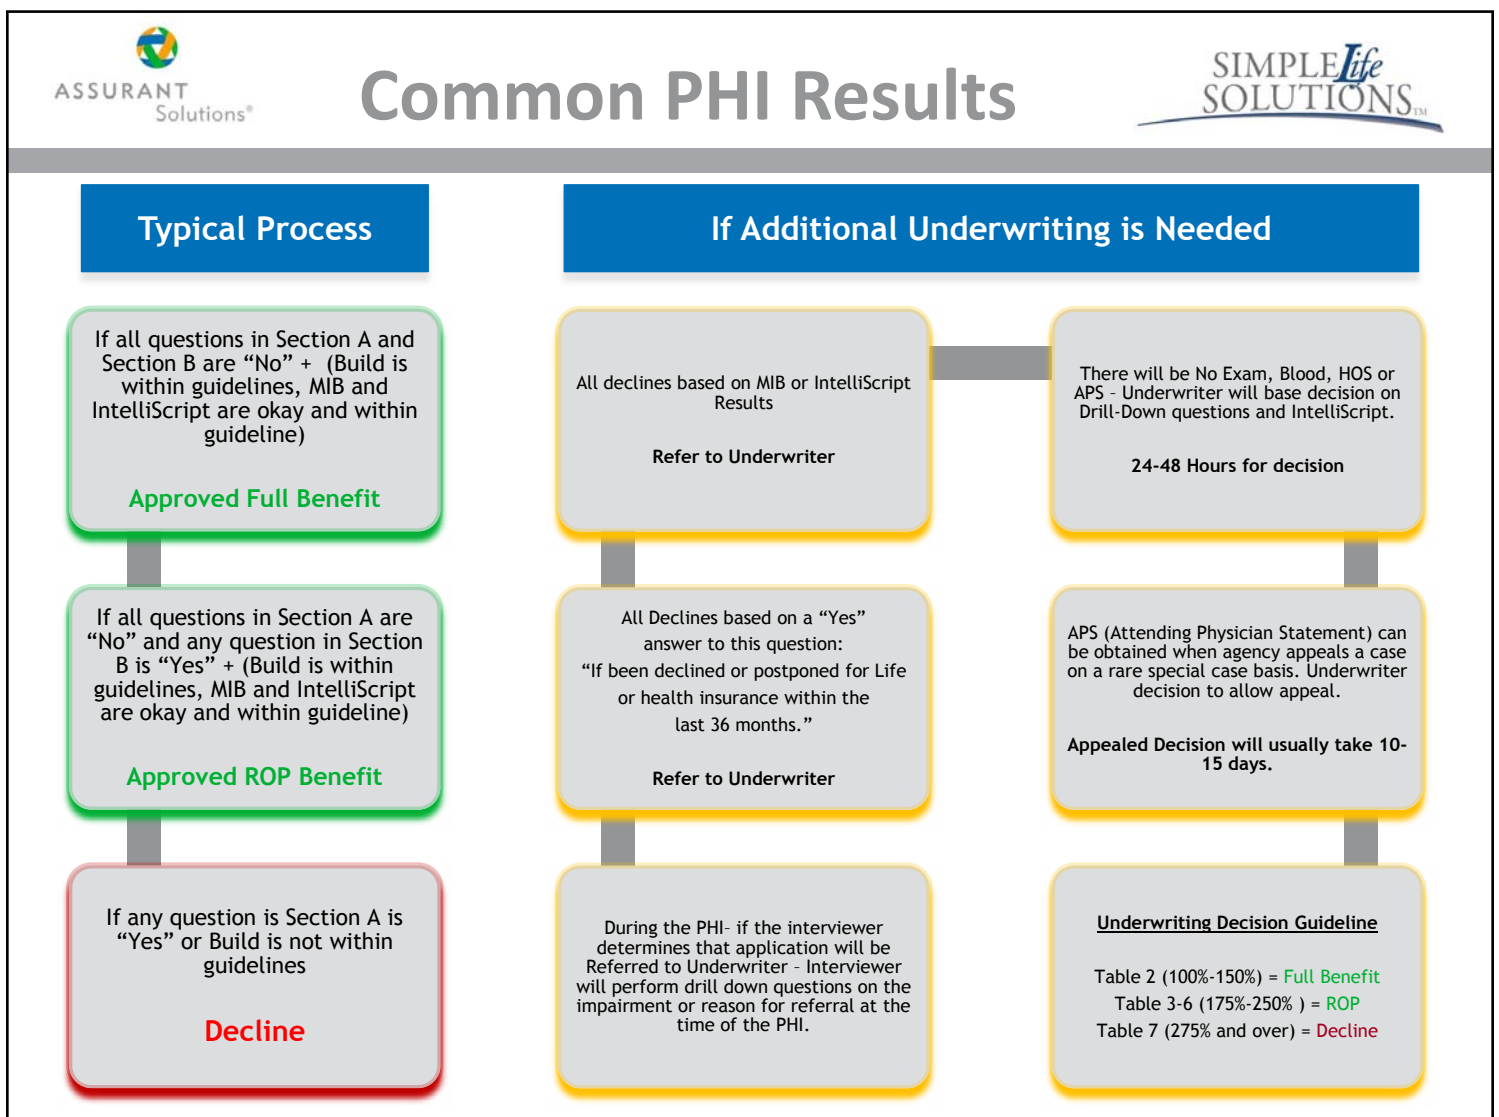 ASSURANT
Solutions®
Common PHI Results
SIMPLE Life
SOLUTIONS TM
Typical Process
If all questions in Section A and
Section B are “No” + (Build is
within guidelines, MIB and
IntelliScript are okay and within
guideline)
Approved Full Benefit
If all questions in Section A are
“No” and any question in Section
B is “Yes” + (Build is within
guidelines, MIB and IntelliScript
are okay and within guideline)
Approved ROP Benefit
If any question is Section A is
“Yes” or Build is not within
guidelines
Decline
If Additional Underwriting is Needed
All declines based on MIB or IntelliScript
Results
Refer to Underwriter
All Declines based on a “Yes”
answer to this question:
“If been declined or postponed for Life
or health insurance within the
last 36 months.”
Refer to Underwriter
During the PHI– if the interviewer
determines that application will be
Referred to Underwriter – Interviewer
will perform drill down questions on the
impairment or reason for referral at the
time of the PHI.
There will be No Exam, Blood, HOS or
APS – Underwriter will base decision on
Drill-Down questions and IntelliScript.
24-48 Hours for decision
APS (Attending Physician Statement) can
be obtained when agency appeals a case
on a rare special case basis. Underwriter
decision to allow appeal.
Appealed Decision will usually take 10-
15 days.
Underwriting Decision Guideline
Table 2 (100%-150%) = Full Benefit
Table 3-6 (175%-250% ) = ROP
Table 7 (275% and over) = Decline